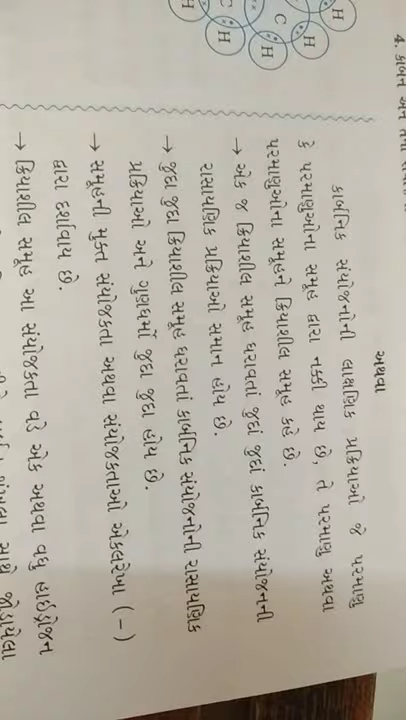 4. કાર્બન અને તેનાં
H
H
C
H
H
C
H
અથવા
કાર્બનિક સંયોજનોની લાક્ષણિક પ્રક્રિયાઓ જે પરમાણુ
કે પરમાણુઓના સમૂહ દ્વારા નક્કી થાય છે, તે પરમાણુ અથવા
પરમાણુઓના સમૂહને ક્રિયાશીલ સમૂહ કહે છે.
→ એક જ ક્રિયાશીલ સમૂહ ધરાવતાં જુદાં જુદાં કાર્બનિક સંયોજનની
રાસાયણિક પ્રક્રિયાઓ સમાન હોય છે.
→ જુદા જુદા ક્રિયાશીલ સમૂહ ધરાવતાં કાર્બનિક સંયોજનોની રાસાયણિક
પ્રક્રિયાઓ અને ગુણધર્મો જુદા જુદા હોય છે.
→ સમૂહની મુક્ત સંયોજકતા અથવા સંયોજકતાઓ એકલરેખા (–)
દ્વારા દર્શાવાય છે.
→ ક્રિયાશીલ સમૂહ આ સંયોજકતા વડે એક અથવા વધુ હાઇડ્રોજન
અથવા સાથે જોડાયેલા